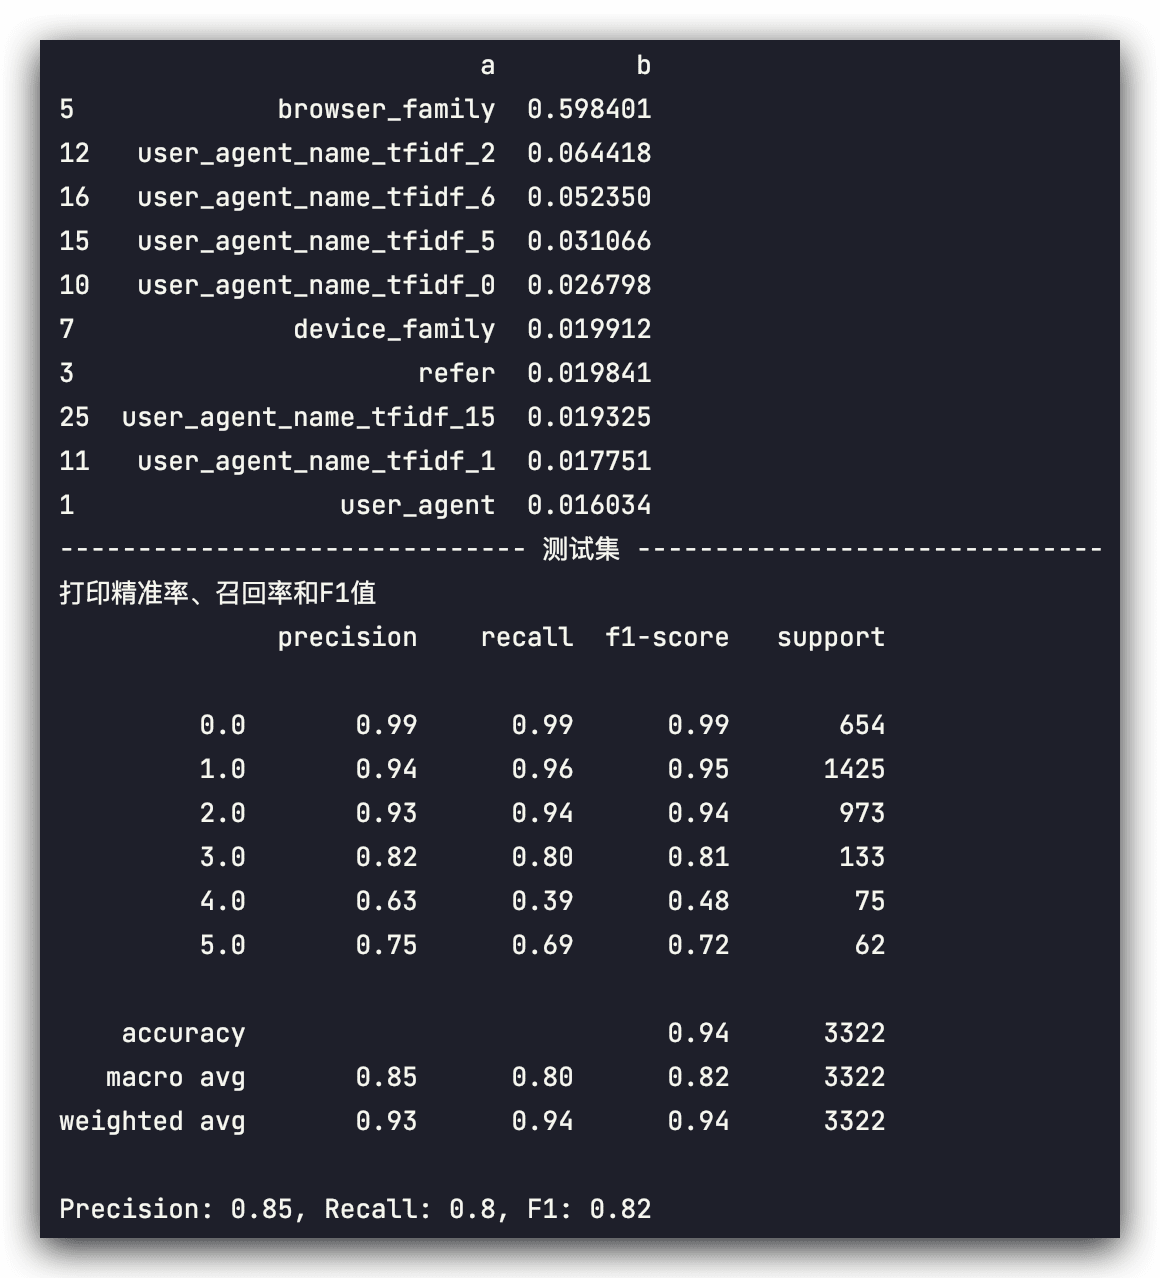 a b
5 browser_family 0.598401
12 user_agent_name_tfidf_2 0.064418
16 user_agent_name_tfidf_6 0.052350
15 user_agent_name_tfidf_5 0.031066
10 user_agent_name_tfidf_0 0.026798
7 device_family 0.019912
3 refer 0.019841
25 user_agent_name_tfidf_15 0.019325
11 user_agent_name_tfidf_1 0.017751
1 user_agent 0.016034
------------------------------ 测试集 ------------------------------
打印精准率、召回率和F1值
precision recall f1-score support
0.0 0.99 0.99 0.99 654
1.0 0.94 0.96 0.95 1425
2.0 0.93 0.94 0.94 973
3.0 0.82 0.80 0.81 133
4.0 0.63 0.39 0.48 75
5.0 0.75 0.69 0.72 62
accuracy 0.94 3322
macro avg 0.85 0.80 0.82 3322
weighted avg 0.93 0.94 0.94 3322
Precision: 0.85, Recall: 0.8, F1: 0.82